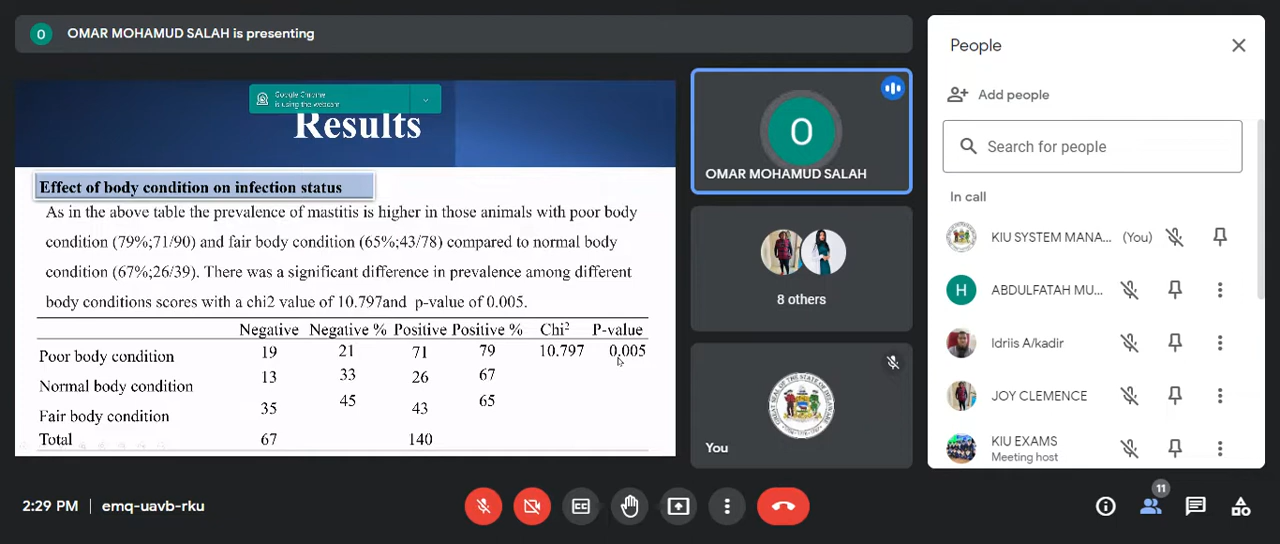 O OMAR MOHAMUD SALAH is presenting
Google Chrome
is using the webcam
Results
Effect of body condition on infection status
As in the above table the prevalence of mastitis is higher in those animals with poor body
condition (79%;71/90) and fair body condition (65%;43/78) compared to normal body
condition (67%;26/39). There was a significant difference in prevalence among different
body conditions scores with a chi2 value of 10.797and p-value of 0.005.
Negative Negative % Positive Positive % Chi² P-value
Poor body condition 19 21 71 79 10.797 0.005
Normal body condition 13 33 26 67
Fair body condition 35 45 43 65
Total 67 140
O
OMAR MOHAMUD SALAH
8 others
You
People
Add people
Search for people
In call
KIU SYSTEM MANA... (You)
H ABDULFATAH MU...
Idriis A/kadir
JOY CLEMENCE
KIU EXAMS
Meeting host
2:29 PM | emq-uavb-rku
CC
11